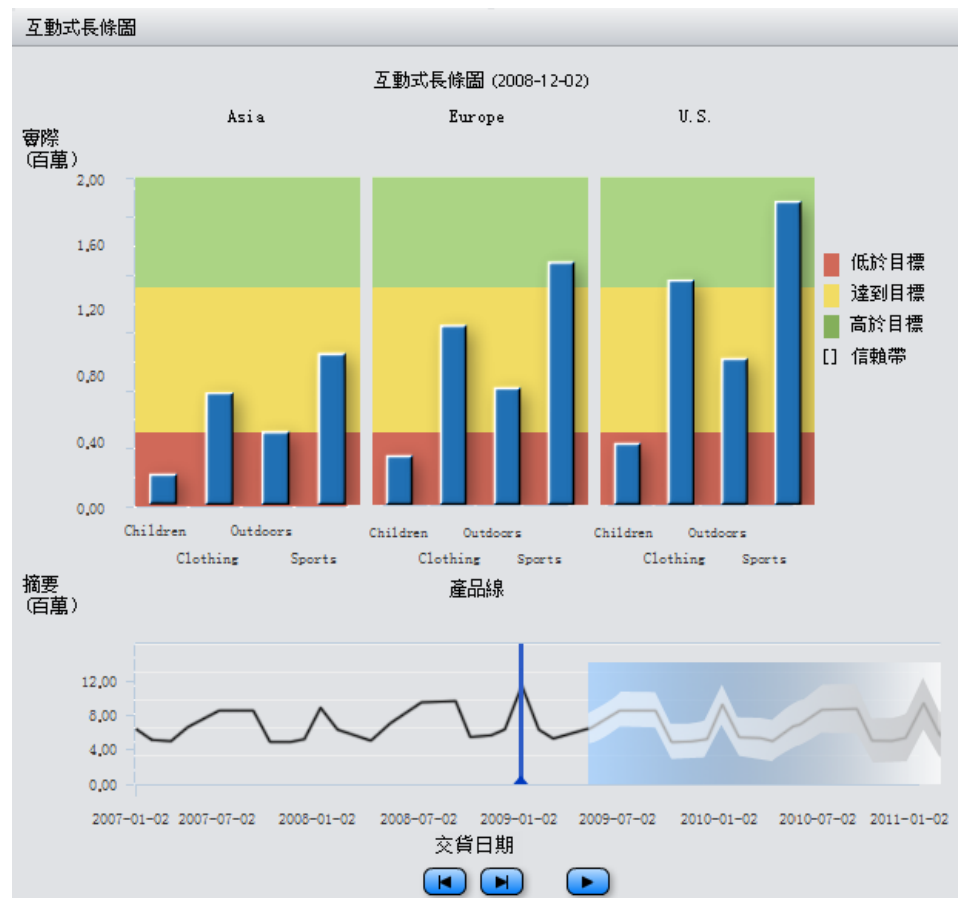 互動式長條圖
互動式長條圖 (2008-12-02)
Asia Europe U.S.
實際
(百萬)
2,00
1,60
1,20
0,80
0,40
0,00
低於目標
達到目標
高於目標
[] 信賴帶
Children Outdoors Children Outdoors Children Outdoors
Clothing Sports Clothing Sports Clothing Sports
產品線
摘要
(百萬)
12,00
8,00
4,00
0,00
2007-01-02 2007-07-02 2008-01-02 2008-07-02 2009-01-02 2009-07-02 2010-01-02 2010-07-02 2011-01-02
交貨日期